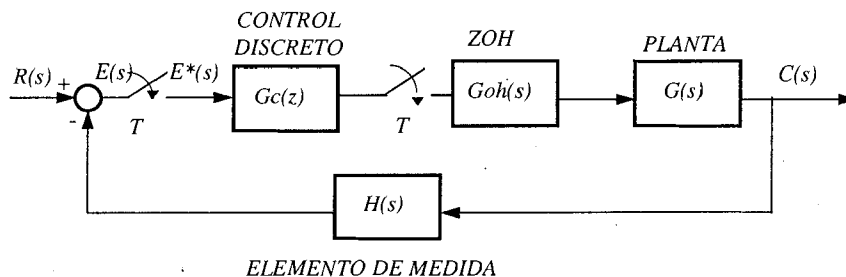 CONTROL
DISCRETO
ZOH
PLANTA
R(s)
+
E(s)
E*(s)
Gc(z)
Goh(s)
G(s)
C(s)
-
T
T
H(s)
ELEMENTO DE MEDIDA